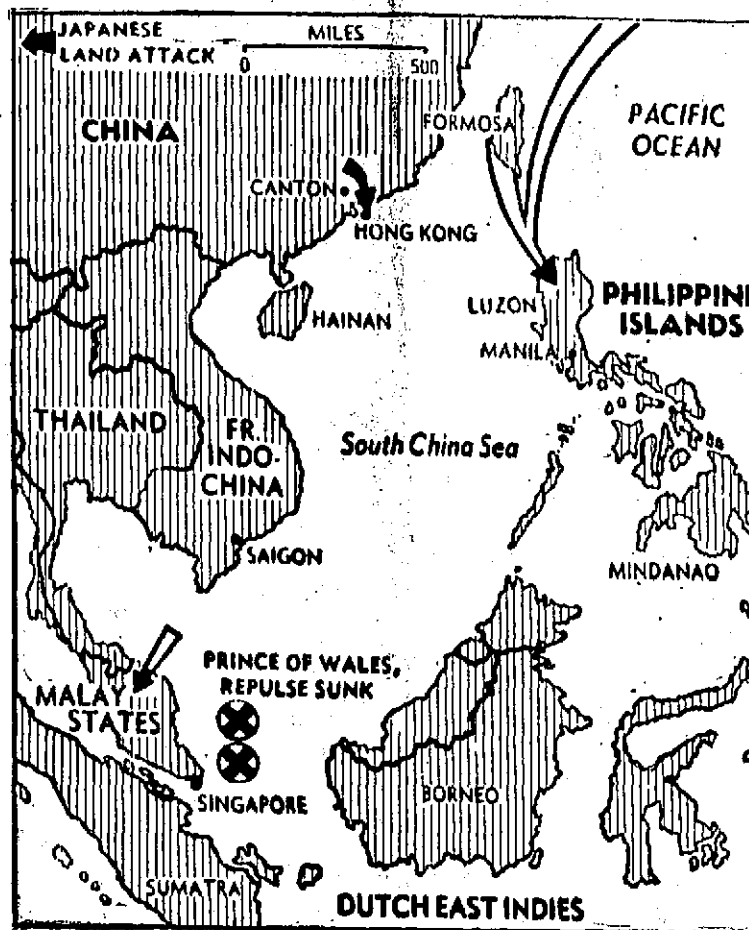 JAPANESE
LAND ATTACK
MILES
0 500
CHINA
FORMOSA
PACIFIC
OCEAN
CANTON
HONG KONG
HAINAN
LUZON
PHILIPPINE
ISLANDS
MANILA
THAILAND
FR.
INDO-
CHINA
South China Sea
SAIGON
MINDANAO
PRINCE OF WALES,
REPULSE SUNK
MALAY
STATES
SINGAPORE
BORNEO
SUMATRA
DUTCH EAST INDIES